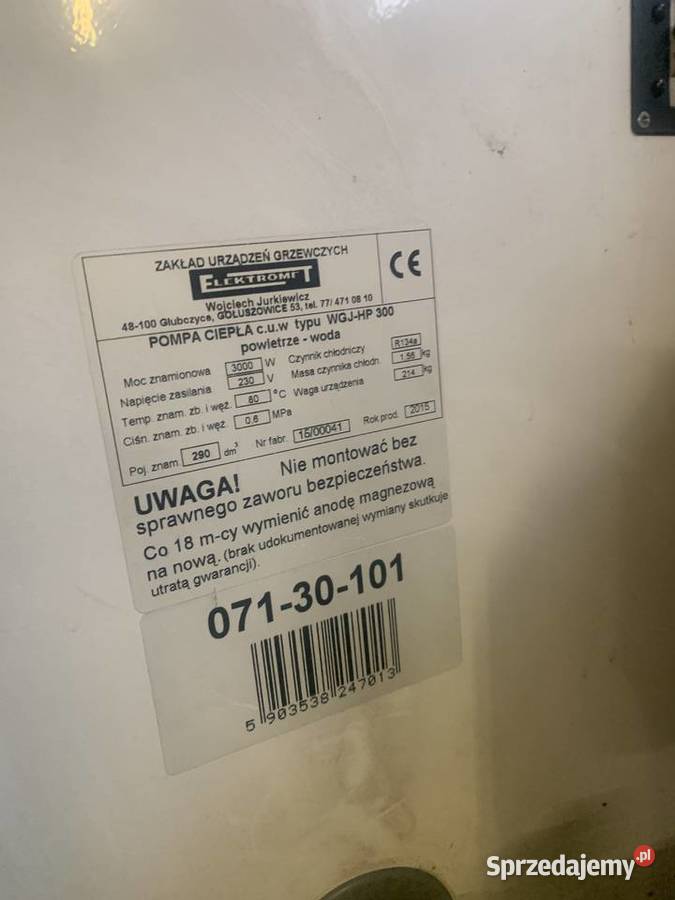 ZAKŁAD URZĄDZEŃ GRZEWCZYCH
ELEKTROMET
Wojciech Jurkiewicz
48-100 Głubczyce, GOŁUSZOWICE 53, tel. 77/ 471 08 10
CE
POMPA CIEPŁA c.u.w typu WGJ-HP 300
powietrze - woda
Moc znamionowa 3000 W Czynnik chłodniczy R134a
Napięcie zasilania 230 V Masa czynnika chłodn. 1,56 kg
Temp. znam. zb. i węż. 80 °C Waga urządzenia 214 kg
Ciśn. znam. zb. i węż. 0,6 MPa
Poj. znam 290 dm³ Nr fabr. 15/00041 Rok prod. 2015
UWAGA! Nie montować bez
sprawnego zaworu bezpieczeństwa.
Co 18 m-cy wymienić anodę magnezową
na nową. (brak udokumentowanej wymiany skutkuje
utratą gwarancji).
071-30-101
5 903538 247013
Sprzedajemy.pl